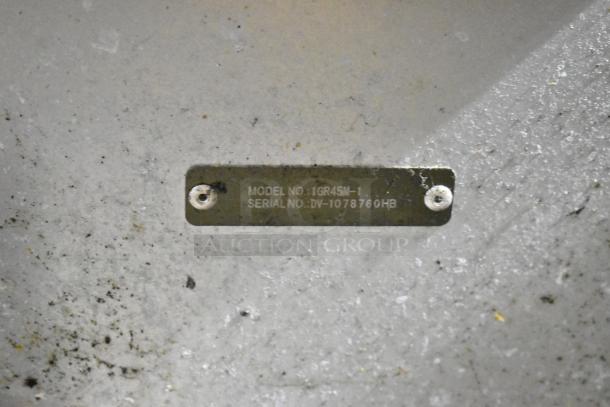 MODEL NO.:IGR45M-1
SERIAL NO.:DV-1078760HB
AUCTION GROUP